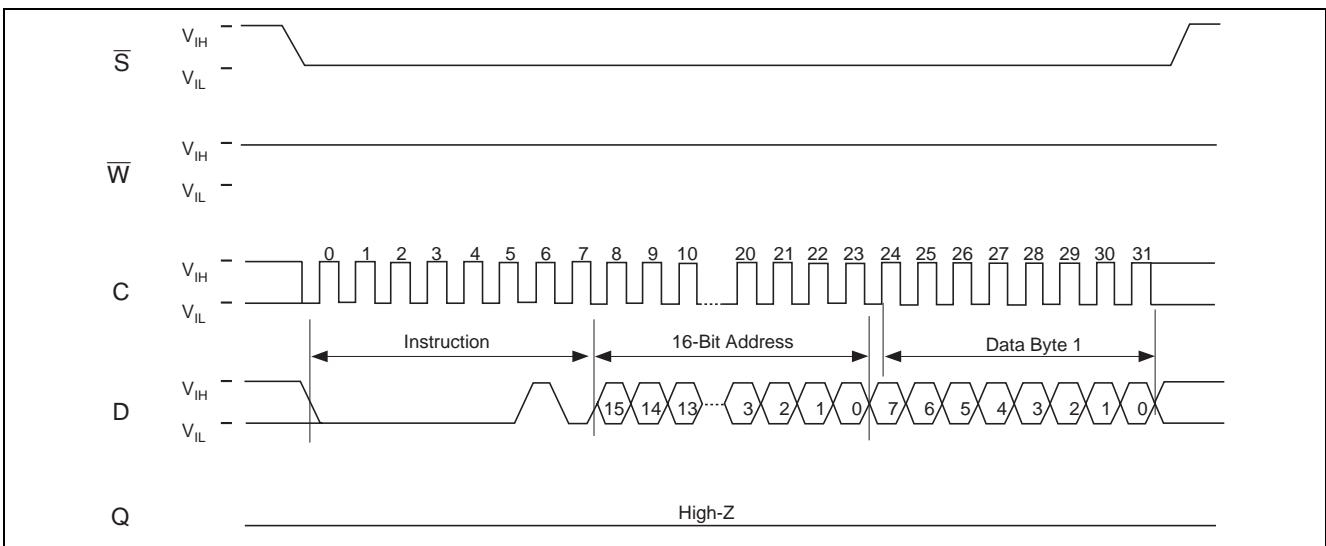 S̅
V_IH
V_IL
W̅
V_IH
V_IL
0 1 2 3 4 5 6 7 8 9 10 20 21 22 23 24 25 26 27 28 29 30 31
C
V_IH
V_IL
Instruction 16-Bit Address Data Byte 1
D
V_IH
V_IL
15 14 13 3 2 1 0 7 6 5 4 3 2 1 0
Q
High-Z